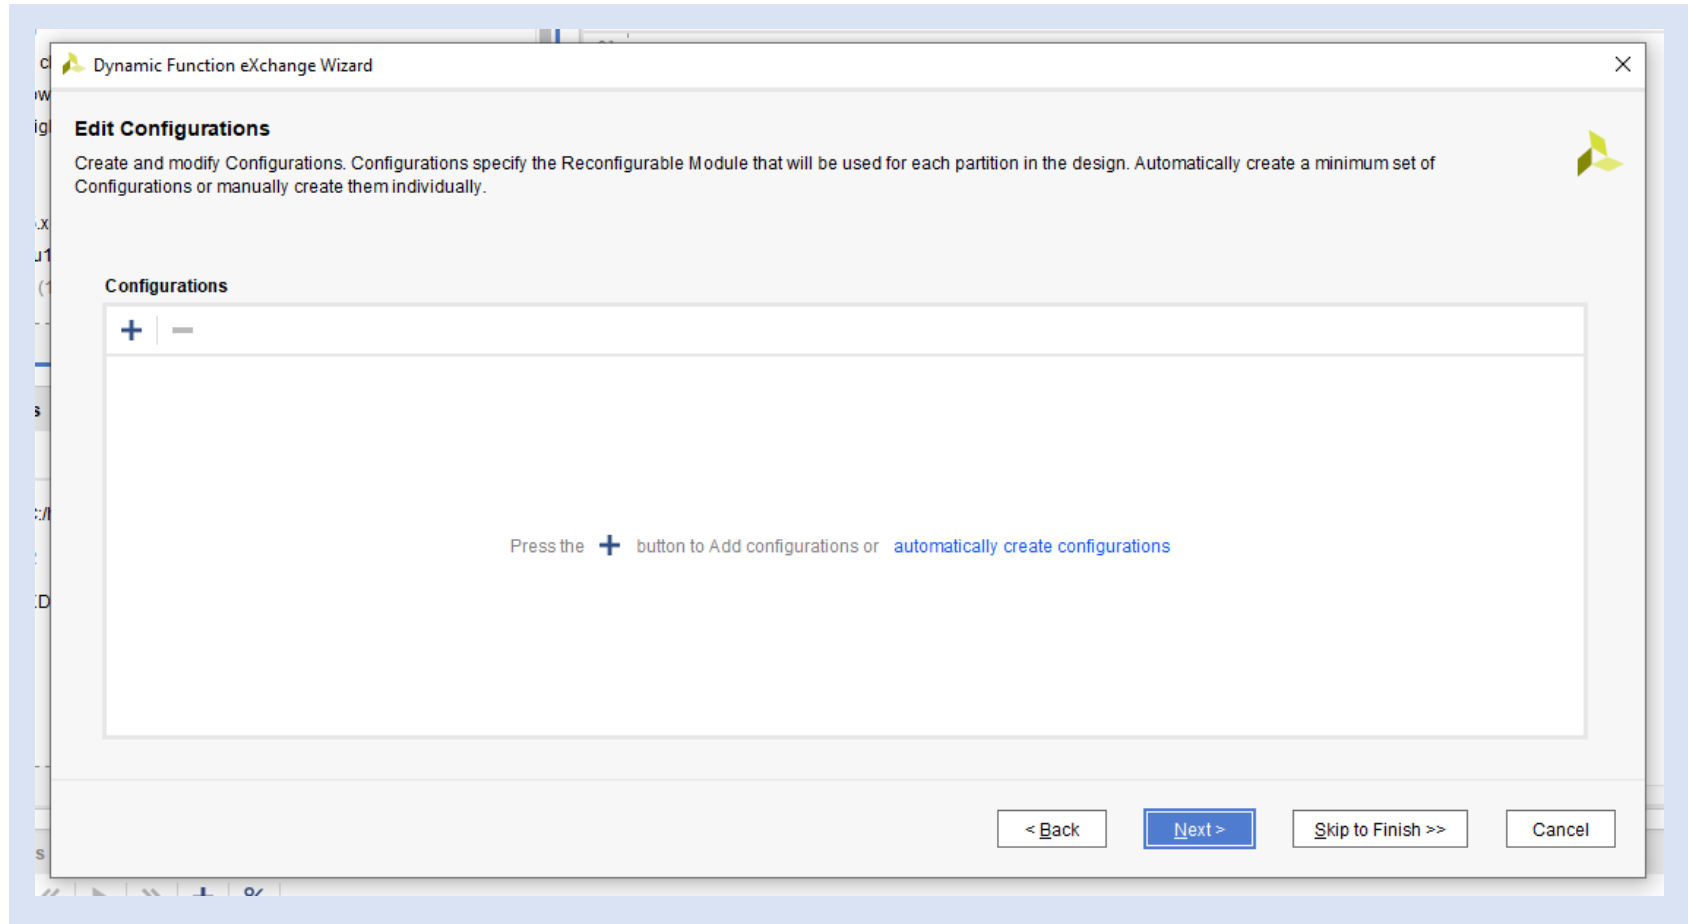 Dynamic Function eXchange Wizard
Edit Configurations
Create and modify Configurations. Configurations specify the Reconfigurable Module that will be used for each partition in the design. Automatically create a minimum set of
Configurations or manually create them individually.
Configurations
Press the + button to Add configurations or automatically create configurations
< Back
Next >
Skip to Finish >>
Cancel